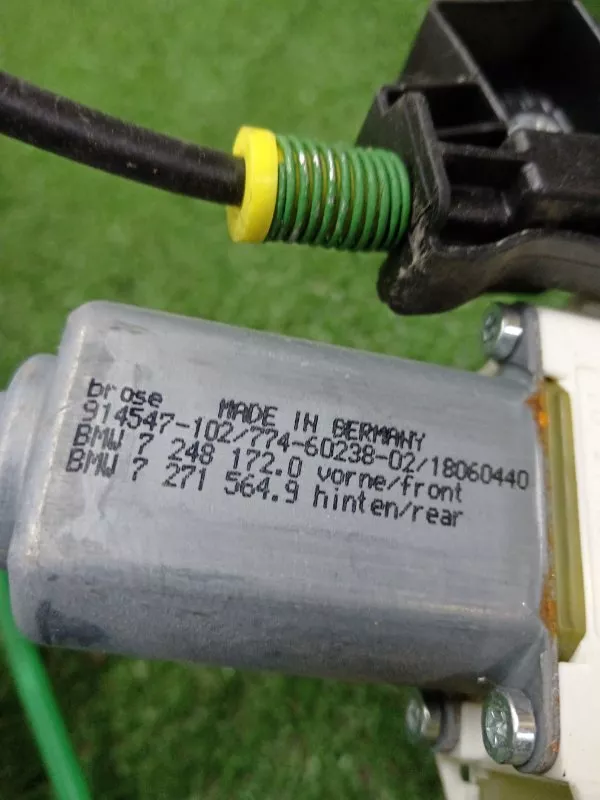 brose MADE IN GERMANY
914547-102/774-60238-02/18060440
BMW 7 248 172.0 vorne/front
BMW 7 271 564.9 hinten/rear